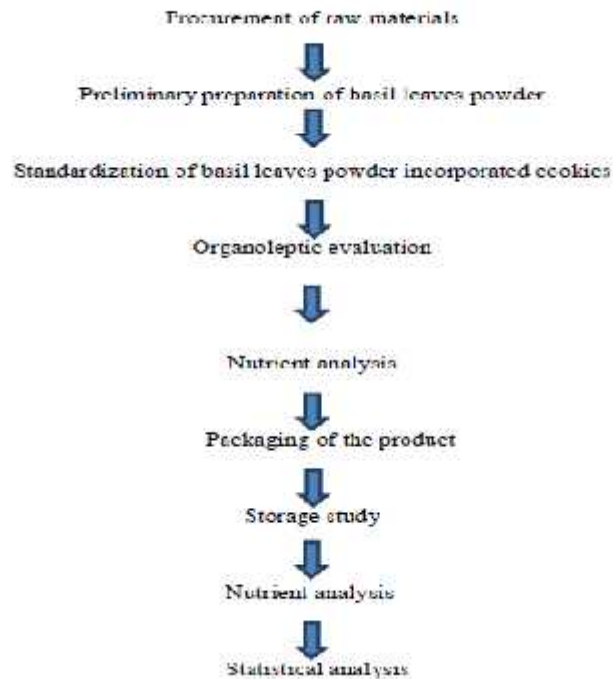 Procurement of raw materials
Preliminary preparation of basil leaves powder
Standardization of basil leaves powder incorporated cookies
Organoleptic evaluation
Nutrient analysis
Packaging of the product
Storage study
Nutrient analysis
Statistical analysis